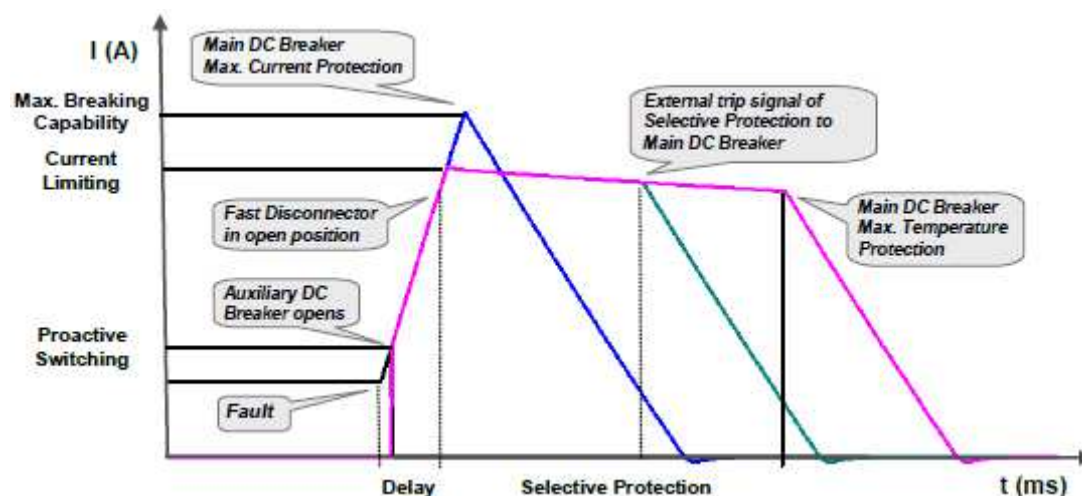 I (A)
Main DC Breaker
Max. Current Protection
Max. Breaking
Capability
External trip signal of
Selective Protection to
Main DC Breaker
Current
Limiting
Fast Disconnector
in open position
Main DC Breaker
Max. Temperature
Protection
Auxiliary DC
Breaker opens
Proactive
Switching
Fault
Delay
Selective Protection
t (ms)